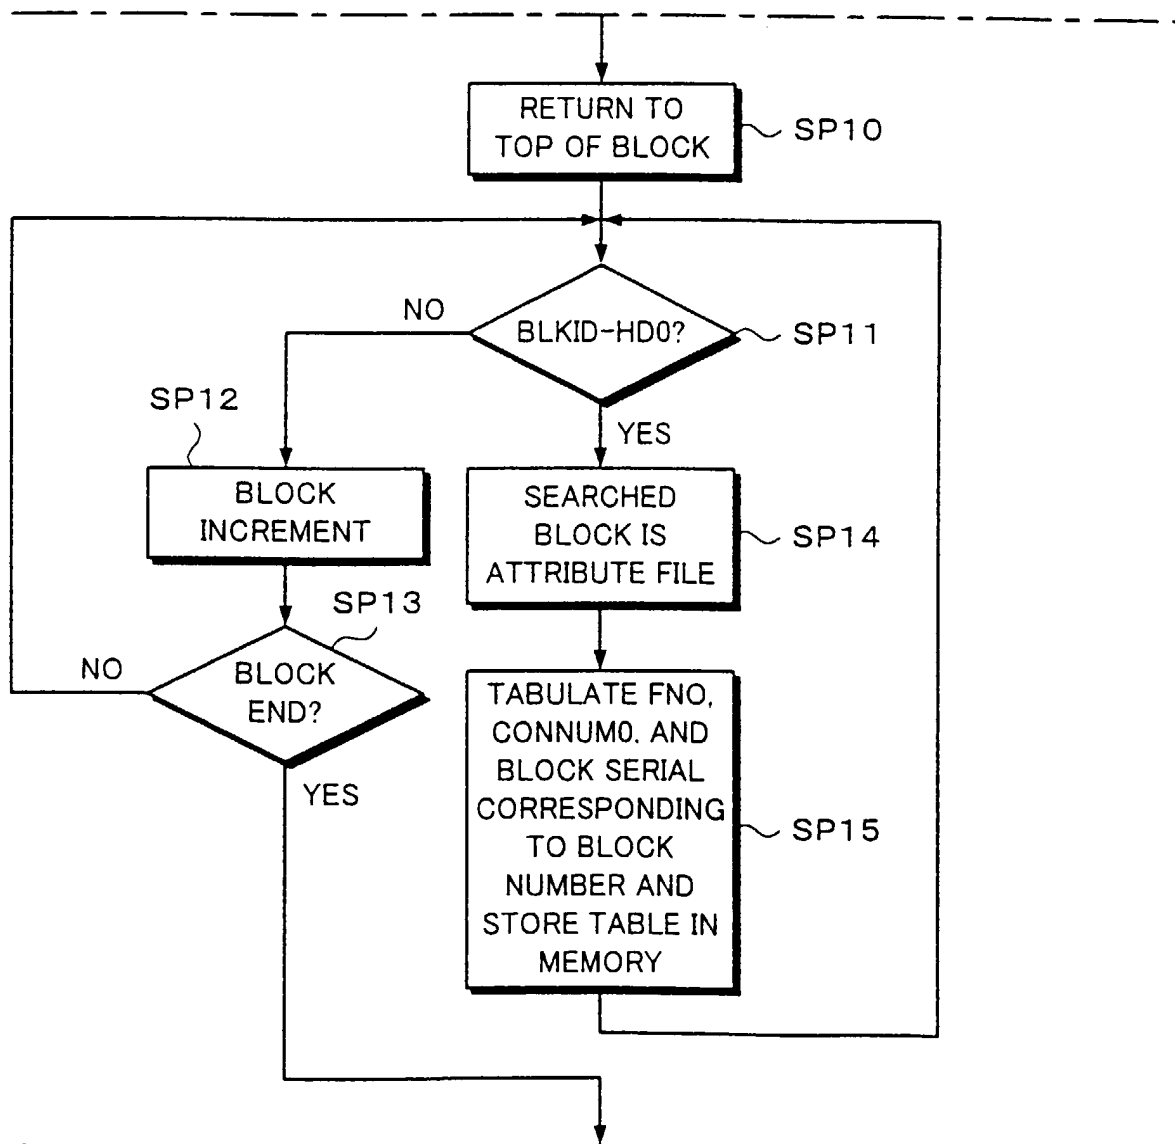 RETURN TO
TOP OF BLOCK
SP10
NO
BLKID-HD0?
SP11
SP12
YES
BLOCK
INCREMENT
SEARCHED
BLOCK IS
ATTRIBUTE FILE
SP14
SP13
NO
BLOCK
END?
YES
TABULATE FNO,
CONNUM0, AND
BLOCK SERIAL
CORRESPONDING
TO BLOCK
NUMBER AND
STORE TABLE IN
MEMORY
SP15